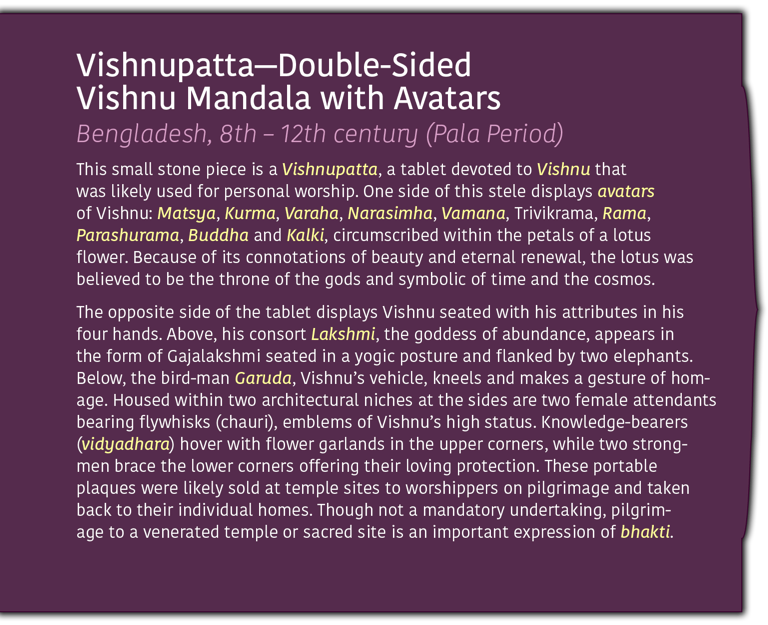 Vishnupatta—Double-Sided
Vishnu Mandala with Avatars
Bengladesh, 8th – 12th century (Pala Period)
This small stone piece is a Vishnupatta, a tablet devoted to Vishnu that
was likely used for personal worship. One side of this stele displays avatars
of Vishnu: Matsya, Kurma, Varaha, Narasimha, Vamana, Trivikrama, Rama,
Parashurama, Buddha and Kalki, circumscribed within the petals of a lotus
flower. Because of its connotations of beauty and eternal renewal, the lotus was
believed to be the throne of the gods and symbolic of time and the cosmos.
The opposite side of the tablet displays Vishnu seated with his attributes in his
four hands. Above, his consort Lakshmi, the goddess of abundance, appears in
the form of Gajalakshmi seated in a yogic posture and flanked by two elephants.
Below, the bird-man Garuda, Vishnu’s vehicle, kneels and makes a gesture of hom-
age. Housed within two architectural niches at the sides are two female attendants
bearing flywhisks (chauri), emblems of Vishnu’s high status. Knowledge-bearers
(vidyadhara) hover with flower garlands in the upper corners, while two strong-
men brace the lower corners offering their loving protection. These portable
plaques were likely sold at temple sites to worshippers on pilgrimage and taken
back to their individual homes. Though not a mandatory undertaking, pilgrim-
age to a venerated temple or sacred site is an important expression of bhakti.